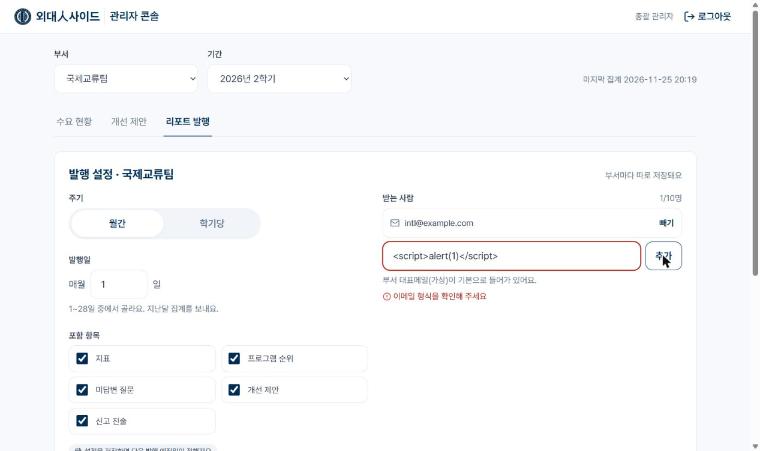 외대人사이드 관리자 콘솔
총괄 관리자 로그아웃
부서 기간
국제교류팀 2026년 2학기
마지막 집계 2026-11-25 20:19
수요 현황 개선 제안 리포트 발행
발행 설정 · 국제교류팀
부서마다 따로 저장돼요
주기
월간 학기당
발행일
매월 1 일
1~28일 중에서 골라요. 지난달 집계를 보내요.
받는 사람 1/10명
intl@example.com 빼기
<script>alert(1)</script> 추가
부서 대표메일(가상)이 기본으로 들어가 있어요.
이메일 형식을 확인해 주세요
포함 항목
지표 프로그램 순위
미답변 질문 개선 제안
신고 진술